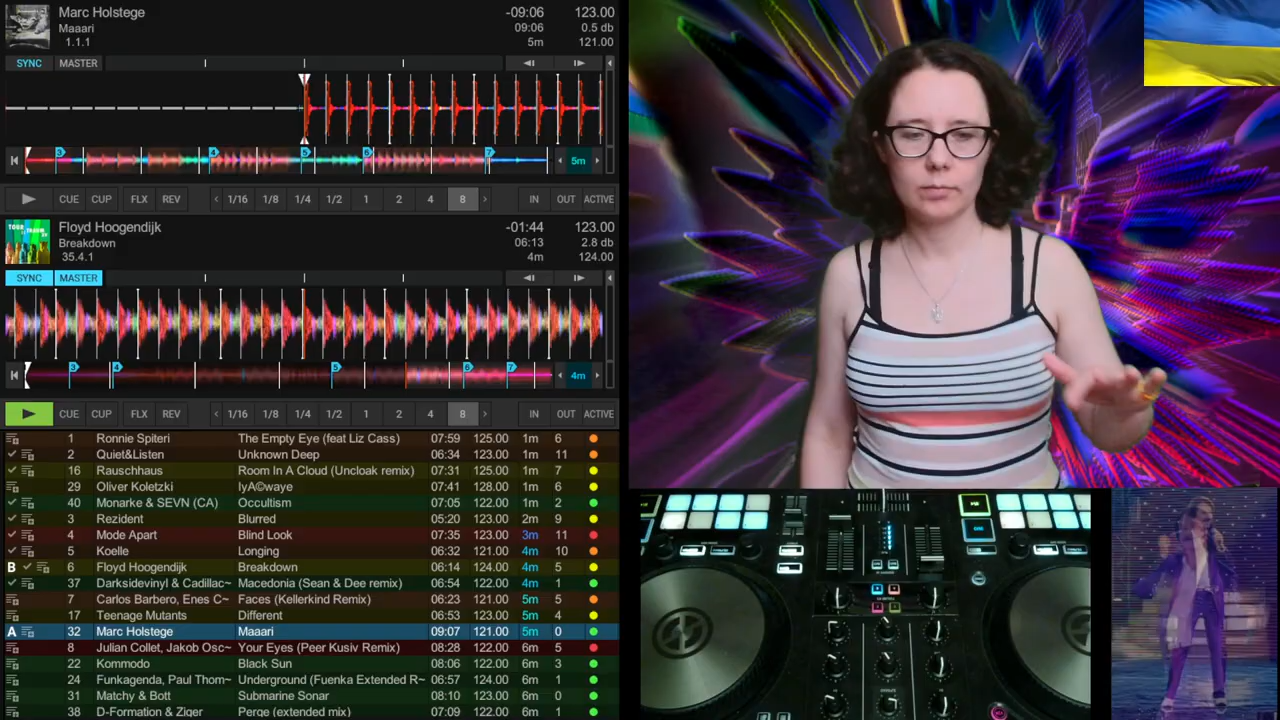 Marc Holstege -09:06 123.00
Maaari 09:06 0.5 db
1.1.1 5m 121.00
SYNC MASTER
3 4 5 6 7 5m
CUE CUP FLX REV 1/16 1/8 1/4 1/2 1 2 4 8 IN OUT ACTIVE
Floyd Hoogendijk -01:44 123.00
Breakdown 06:13 2.8 db
35.4.1 4m 124.00
SYNC MASTER
3 4 5 6 7 4m
CUE CUP FLX REV 1/16 1/8 1/4 1/2 1 2 4 8 IN OUT ACTIVE
1 Ronnie Spiteri The Empty Eye (feat Liz Cass) 07:59 125.00 1m 6
2 Quiet&Listen Unknown Deep 06:34 123.00 1m 11
16 Rauschhaus Room In A Cloud (Uncloak remix) 07:31 125.00 1m 7
29 Oliver Koletzki IyA©waye 07:41 128.00 1m 6
40 Monarke & SEVN (CA) Occultism 07:05 122.00 1m 2
3 Rezident Blurred 05:20 123.00 2m 9
4 Mode Apart Blind Look 07:35 123.00 3m 11
5 Koelle Longing 06:32 121.00 4m 10
B 6 Floyd Hoogendijk Breakdown 06:14 124.00 4m 5
37 Darksidevinyl & Cadillac~ Macedonia (Sean & Dee remix) 06:54 122.00 4m 1
7 Carlos Barbero, Enes C~ Faces (Kellerkind Remix) 06:23 121.00 5m 5
17 Teenage Mutants Different 06:53 123.00 5m 4
A 32 Marc Holstege Maaari 09:07 121.00 5m 0
8 Julian Collet, Jakob Osc~ Your Eyes (Peer Kusiv Remix) 08:28 122.00 6m 5
22 Kommodo Black Sun 08:06 122.00 6m 3
24 Funkagenda, Paul Thom~ Underground (Fuenka Extended R~ 06:57 124.00 6m 1
31 Matchy & Bott Submarine Sonar 08:10 123.00 6m 0
38 D-Formation & Ziger Perge (extended mix) 07:09 122.00 6m 1